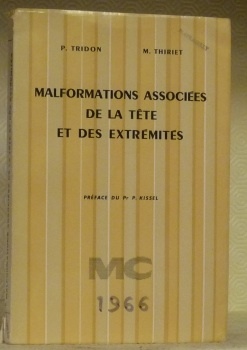 P. TRIDON M. THIRIET
MALFORMATIONS ASSOCIÉES
DE LA TÊTE
ET DES EXTRÉMITÉS
PRÉFACE DU Pr P. KISSEL
MC
1966